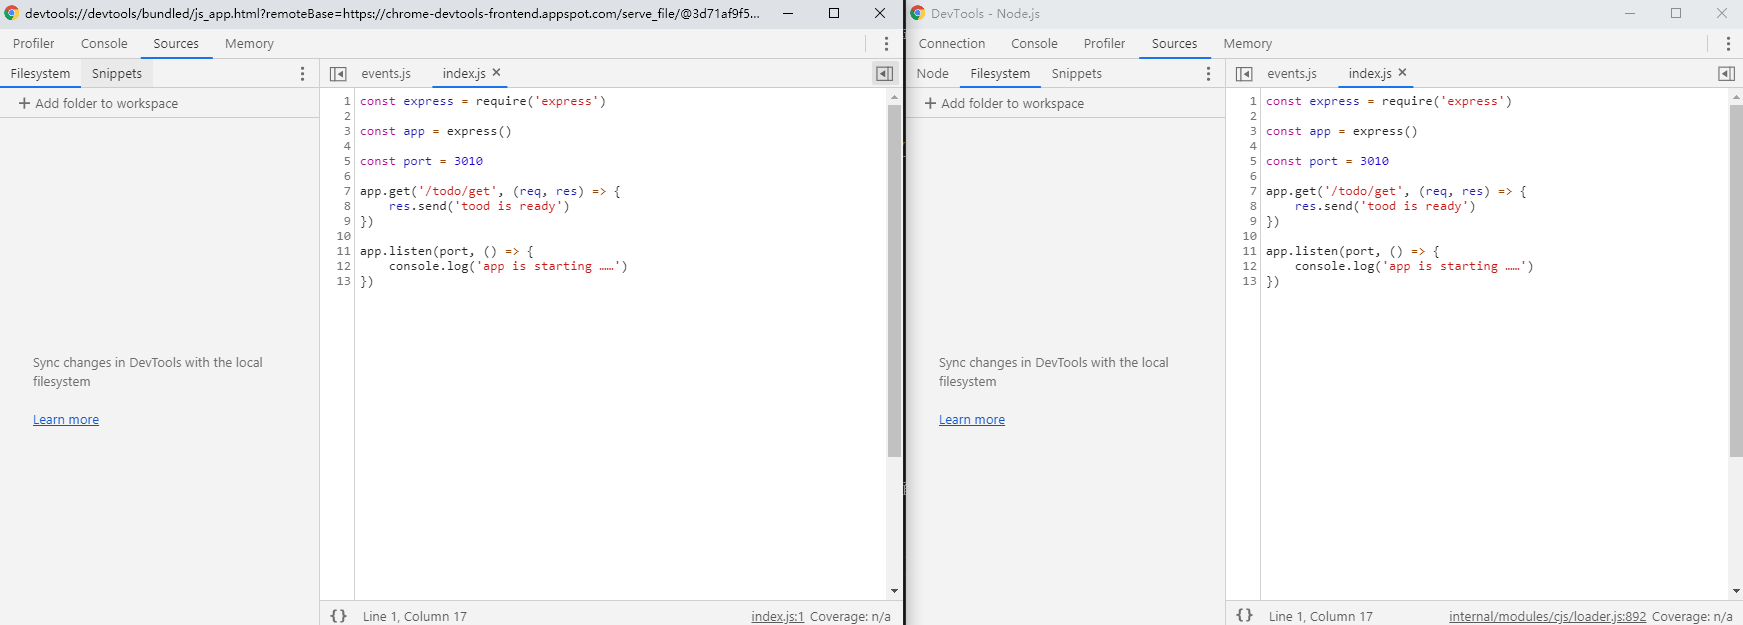 devtools://devtools/bundled/js_app.html?remoteBase=https://chrome-devtools-frontend.appspot.com/serve_file/@3d71af9f5...
Profiler Console Sources Memory
Filesystem Snippets
events.js index.js ×
+ Add folder to workspace
1 const express = require('express')
2
3 const app = express()
4
5 const port = 3010
6
7 app.get('/todo/get', (req, res) => {
8 res.send('tood is ready')
9 })
10
11 app.listen(port, () => {
12 console.log('app is starting ……')
13 })
Sync changes in DevTools with the local
filesystem
Learn more
{} Line 1, Column 17 index.js:1 Coverage: n/a
DevTools - Node.js
Connection Console Profiler Sources Memory
Node Filesystem Snippets
events.js index.js ×
+ Add folder to workspace
1 const express = require('express')
2
3 const app = express()
4
5 const port = 3010
6
7 app.get('/todo/get', (req, res) => {
8 res.send('tood is ready')
9 })
10
11 app.listen(port, () => {
12 console.log('app is starting ……')
13 })
Sync changes in DevTools with the local
filesystem
Learn more
{} Line 1, Column 17 internal/modules/cjs/loader.js:892 Coverage: n/a